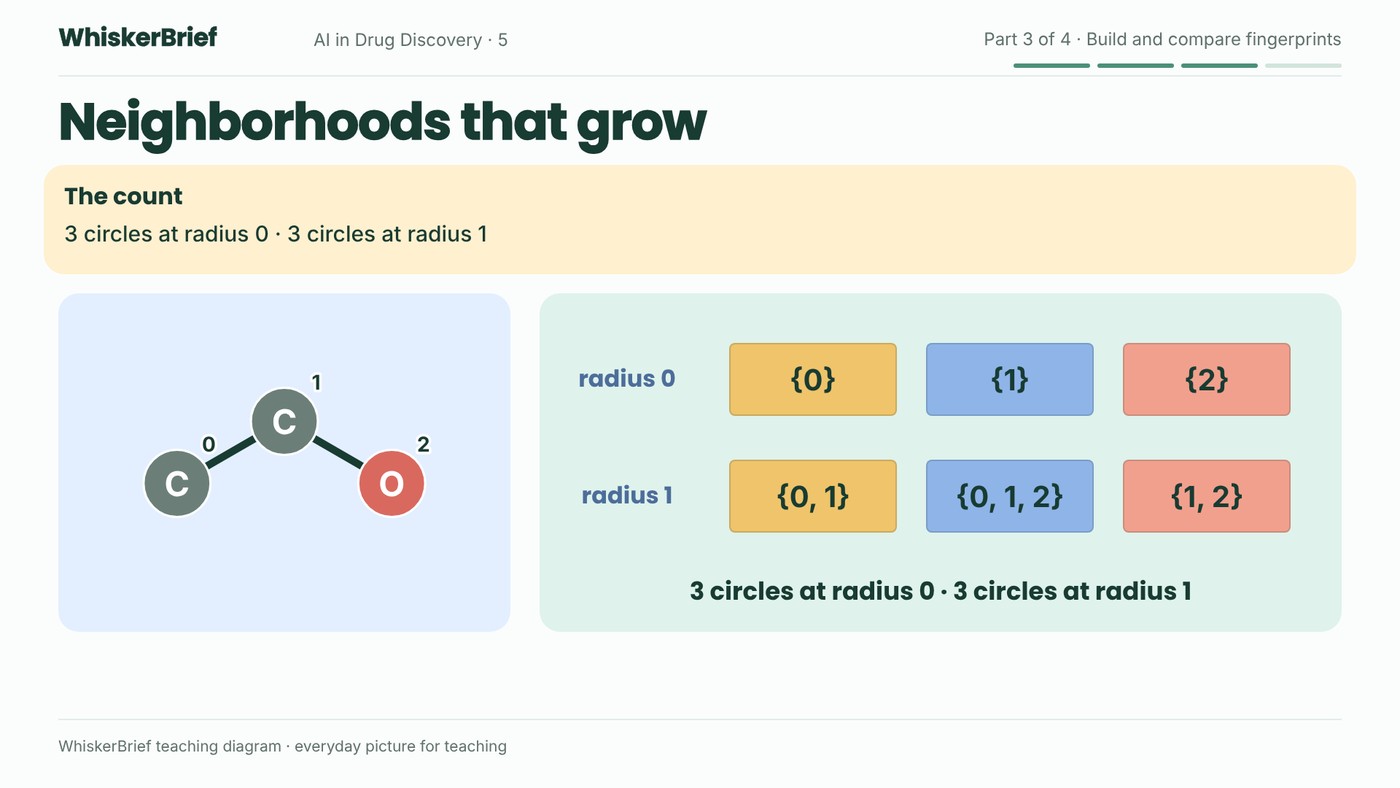 WhiskerBrief
AI in Drug Discovery · 5
Part 3 of 4 · Build and compare fingerprints
Neighborhoods that grow
The count
3 circles at radius 0 · 3 circles at radius 1
C 0
C 1
O 2
radius 0 {0} {1} {2}
radius 1 {0, 1} {0, 1, 2} {1, 2}
3 circles at radius 0 · 3 circles at radius 1
WhiskerBrief teaching diagram · everyday picture for teaching